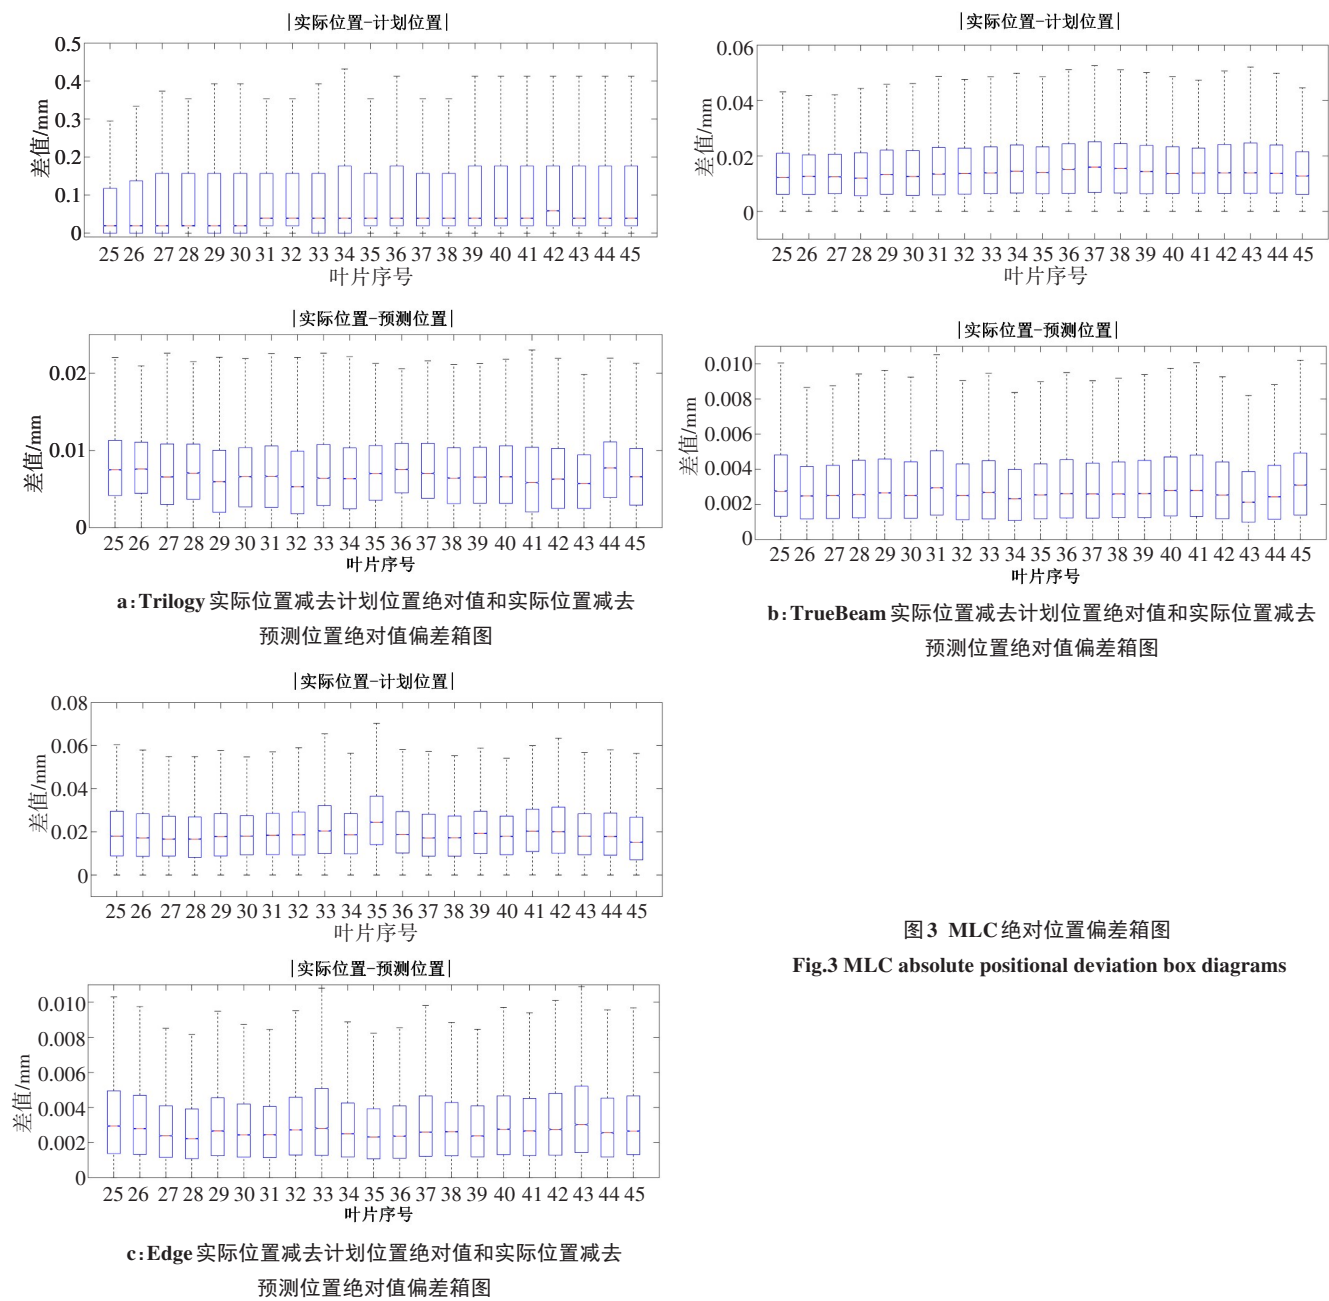 |实际位置-计划位置|
0.5
0.4
0.3
0.2
0.1
0
差值/mm
25 26 27 28 29 30 31 32 33 34 35 36 37 38 39 40 41 42 43 44 45
叶片序号
|实际位置-预测位置|
0.02
0.01
0
差值/mm
25 26 27 28 29 30 31 32 33 34 35 36 37 38 39 40 41 42 43 44 45
叶片序号
a:Trilogy 实际位置减去计划位置绝对值和实际位置减去
预测位置绝对值偏差箱图
|实际位置-计划位置|
0.06
0.04
0.02
0
差值/mm
25 26 27 28 29 30 31 32 33 34 35 36 37 38 39 40 41 42 43 44 45
叶片序号
|实际位置-预测位置|
0.010
0.008
0.006
0.004
0.002
0
差值/mm
25 26 27 28 29 30 31 32 33 34 35 36 37 38 39 40 41 42 43 44 45
叶片序号
b:TrueBeam 实际位置减去计划位置绝对值和实际位置减去
预测位置绝对值偏差箱图
|实际位置-计划位置|
0.08
0.06
0.04
0.02
0
差值/mm
25 26 27 28 29 30 31 32 33 34 35 36 37 38 39 40 41 42 43 44 45
叶片序号
|实际位置-预测位置|
0.010
0.008
0.006
0.004
0.002
0
差值/mm
25 26 27 28 29 30 31 32 33 34 35 36 37 38 39 40 41 42 43 44 45
叶片序号
c:Edge 实际位置减去计划位置绝对值和实际位置减去
预测位置绝对值偏差箱图
图3 MLC绝对位置偏差箱图
Fig.3 MLC absolute positional deviation box diagrams